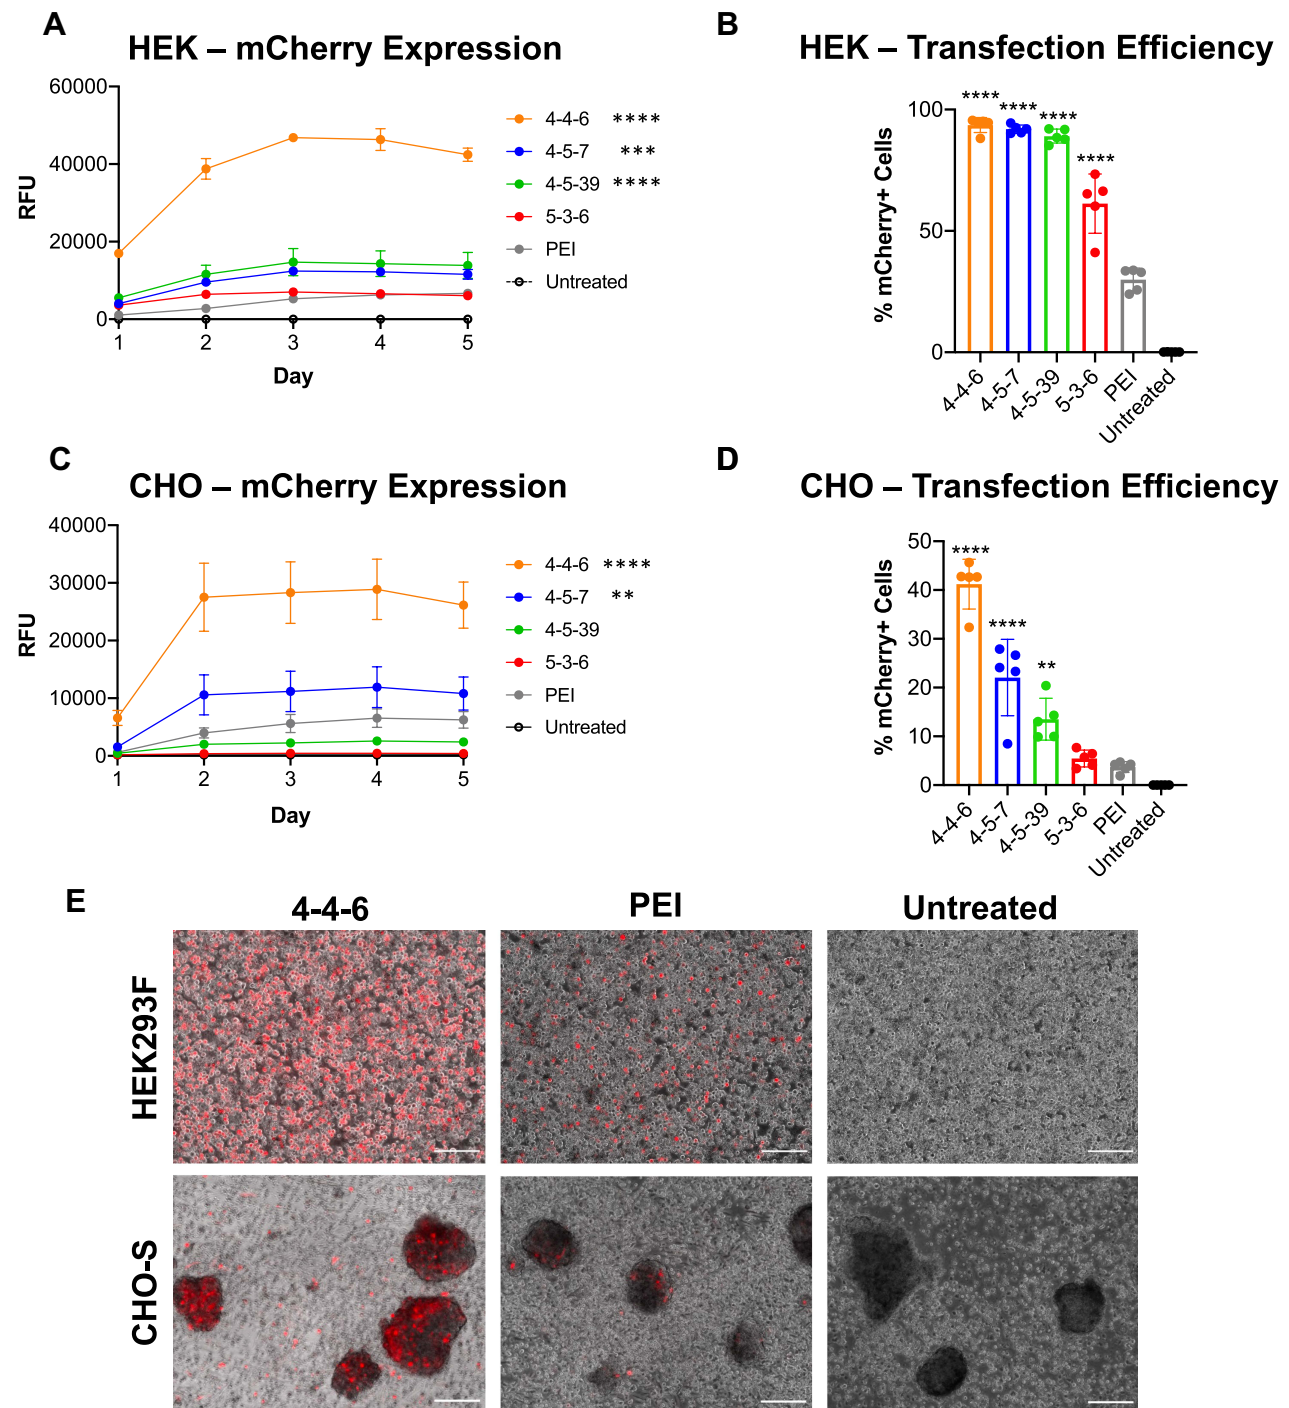 A
HEK – mCherry Expression
60000
40000
20000
0
RFU
1 2 3 4 5
Day
4-4-6 ****
4-5-7 ***
4-5-39 ****
5-3-6
PEI
Untreated
B
HEK – Transfection Efficiency
% mCherry+ Cells
100
50
0
**** **** **** ****
4-4-6 4-5-7 4-5-39 5-3-6 PEI Untreated
C
CHO – mCherry Expression
40000
30000
20000
10000
0
RFU
1 2 3 4 5
Day
4-4-6 ****
4-5-7 **
4-5-39
5-3-6
PEI
Untreated
D
CHO – Transfection Efficiency
% mCherry+ Cells
50
40
30
20
10
0
**** **** **
4-4-6 4-5-7 4-5-39 5-3-6 PEI Untreated
E
4-4-6 PEI Untreated
HEK293F
CHO-S